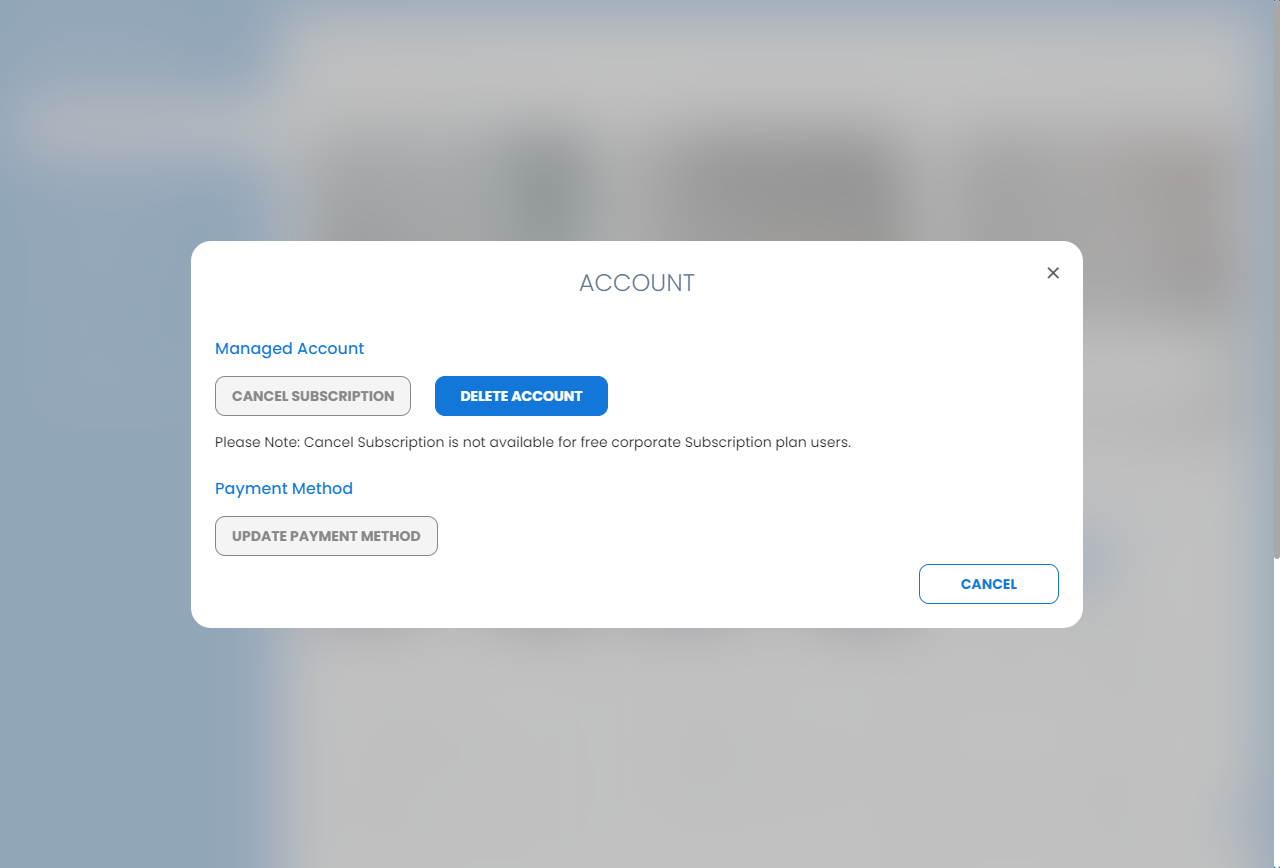 ACCOUNT
Managed Account
CANCEL SUBSCRIPTION
DELETE ACCOUNT
Please Note: Cancel Subscription is not available for free corporate Subscription plan users.
Payment Method
UPDATE PAYMENT METHOD
CANCEL